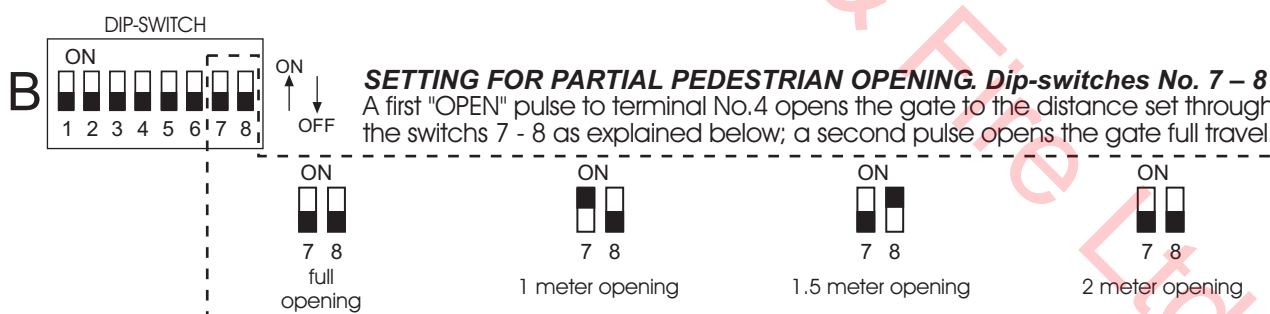 DIP-SWITCH
B
ON
1 2 3 4 5 6 7 8
ON
OFF
SETTING FOR PARTIAL PEDESTRIAN OPENING. Dip-switches No. 7 – 8
A first "OPEN" pulse to terminal No.4 opens the gate to the distance set through
the switchs 7 - 8 as explained below; a second pulse opens the gate full travel
ON
7 8
full
opening
ON
7 8
1 meter opening
ON
7 8
1.5 meter opening
ON
7 8
2 meter opening
& Fire Ltd